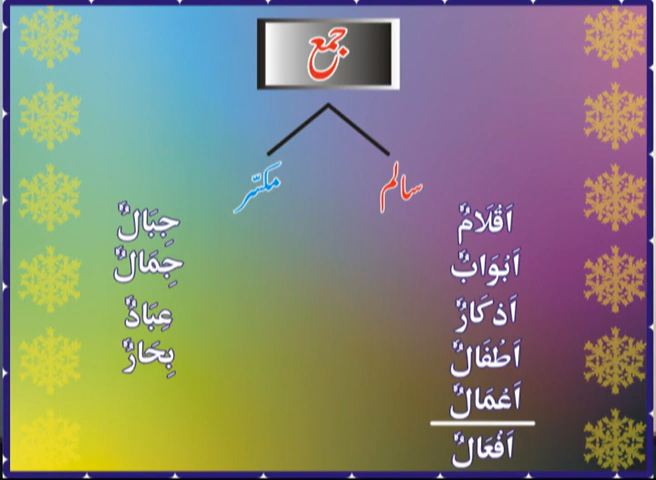 جمع
سالم
مکسّر
اَقْلَامٌ
اَبْوَابٌ
اَذْکَارٌ
اَطْفَالٌ
اَعْمَالٌ
اَفْعَالٌ
جِبَالٌ
جِمَالٌ
عِبَادٌ
بِحَارٌ